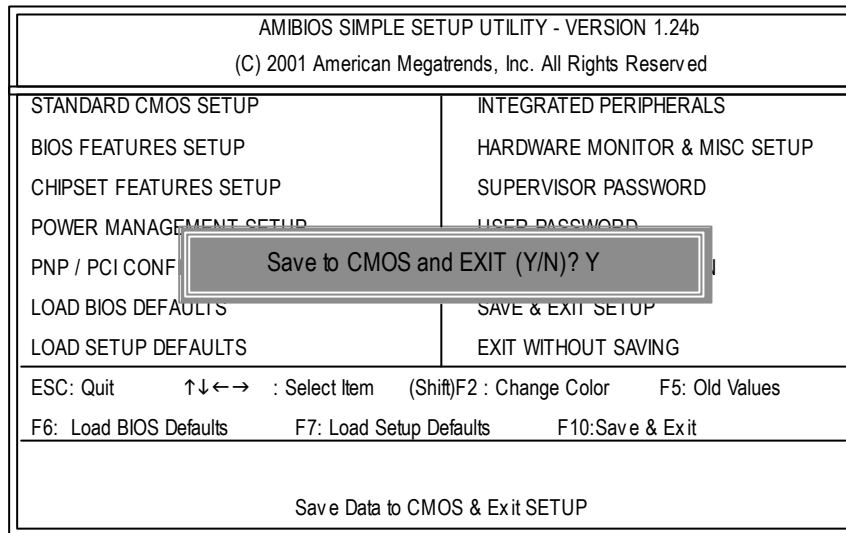 AMIBIOS SIMPLE SETUP UTILITY - VERSION 1.24b
(C) 2001 American Megatrends, Inc. All Rights Reserved
STANDARD CMOS SETUP
BIOS FEATURES SETUP
CHIPSET FEATURES SETUP
POWER MANAGEMENT SETUP
PNP / PCI CONF
LOAD BIOS DEFAULTS
LOAD SETUP DEFAULTS
INTEGRATED PERIPHERALS
HARDWARE MONITOR & MISC SETUP
SUPERVISOR PASSWORD
USER PASSWORD
SAVE & EXIT SETUP
EXIT WITHOUT SAVING
Save to CMOS and EXIT (Y/N)? Y
ESC: Quit ↑↓←→ : Select Item (Shift)F2 : Change Color F5: Old Values
F6: Load BIOS Defaults F7: Load Setup Defaults F10:Save & Exit
Save Data to CMOS & Exit SETUP